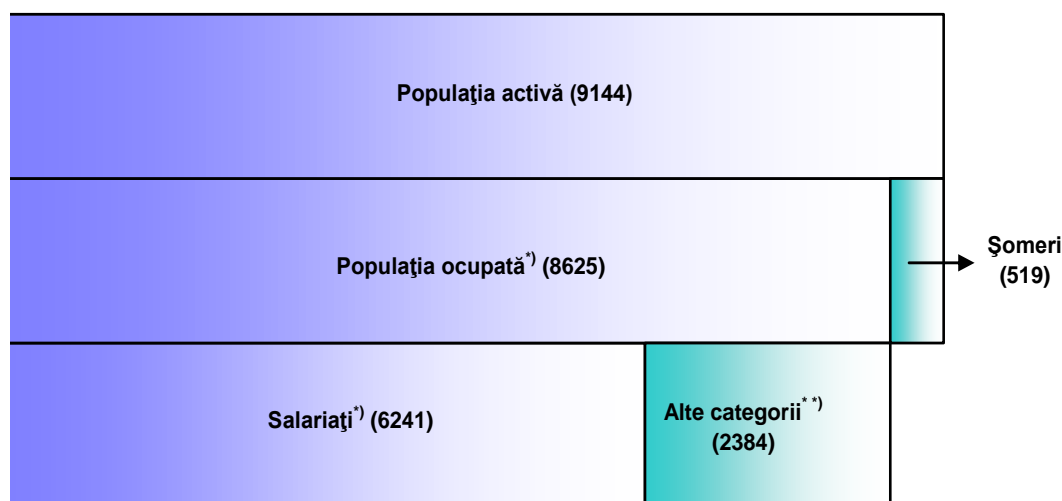 Populaţia activă (9144)
Populaţia ocupată*) (8625)
Şomeri
(519)
Salariaţi*) (6241)
Alte categorii**)
(2384)